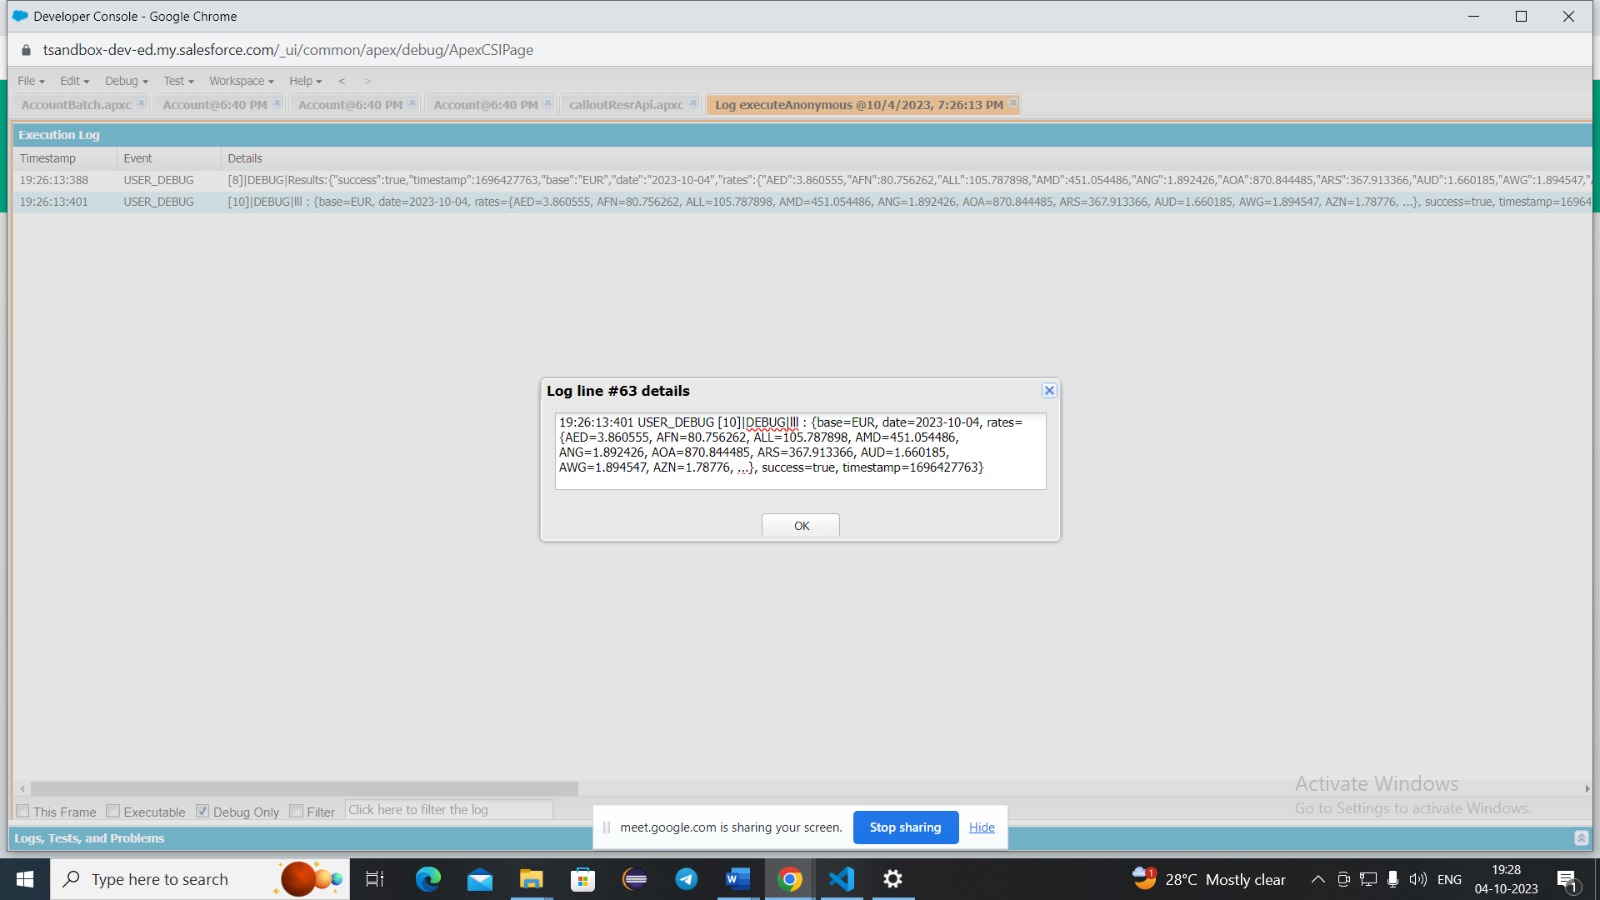 Developer Console - Google Chrome
tsandbox-dev-ed.my.salesforce.com/_ui/common/apex/debug/ApexCSIPage
File Edit Debug Test Workspace Help < >
AccountBatch.apxc Account@6:40 PM Account@6:40 PM Account@6:40 PM calloutResrApi.apxc Log executeAnonymous @10/4/2023, 7:26:13 PM
Execution Log
Timestamp Event Details
19:26:13:388 USER_DEBUG [8]|DEBUG|Results:{"success":true,"timestamp":1696427763,"base":"EUR","date":"2023-10-04","rates":{"AED":3.860555,"AFN":80.756262,"ALL":105.787898,"AMD":451.054486,"ANG":1.892426,"AOA":870.844485,"ARS":367.913366,"AUD":1.660185,"AWG":1.894547,
19:26:13:401 USER_DEBUG [10]|DEBUG|lll : {base=EUR, date=2023-10-04, rates={AED=3.860555, AFN=80.756262, ALL=105.787898, AMD=451.054486, ANG=1.892426, AOA=870.844485, ARS=367.913366, AUD=1.660185, AWG=1.894547, AZN=1.78776, ...}, success=true, timestamp=16964
Log line #63 details
19:26:13:401 USER_DEBUG [10]|DEBUG|lll : {base=EUR, date=2023-10-04, rates=
{AED=3.860555, AFN=80.756262, ALL=105.787898, AMD=451.054486,
ANG=1.892426, AOA=870.844485, ARS=367.913366, AUD=1.660185,
AWG=1.894547, AZN=1.78776, ...}, success=true, timestamp=1696427763}
OK
Activate Windows
Go to Settings to activate Windows.
This Frame Executable Debug Only Filter Click here to filter the log
meet.google.com is sharing your screen. Stop sharing Hide
Logs, Tests, and Problems
Type here to search
28°C Mostly clear
ENG
19:28
04-10-2023
1